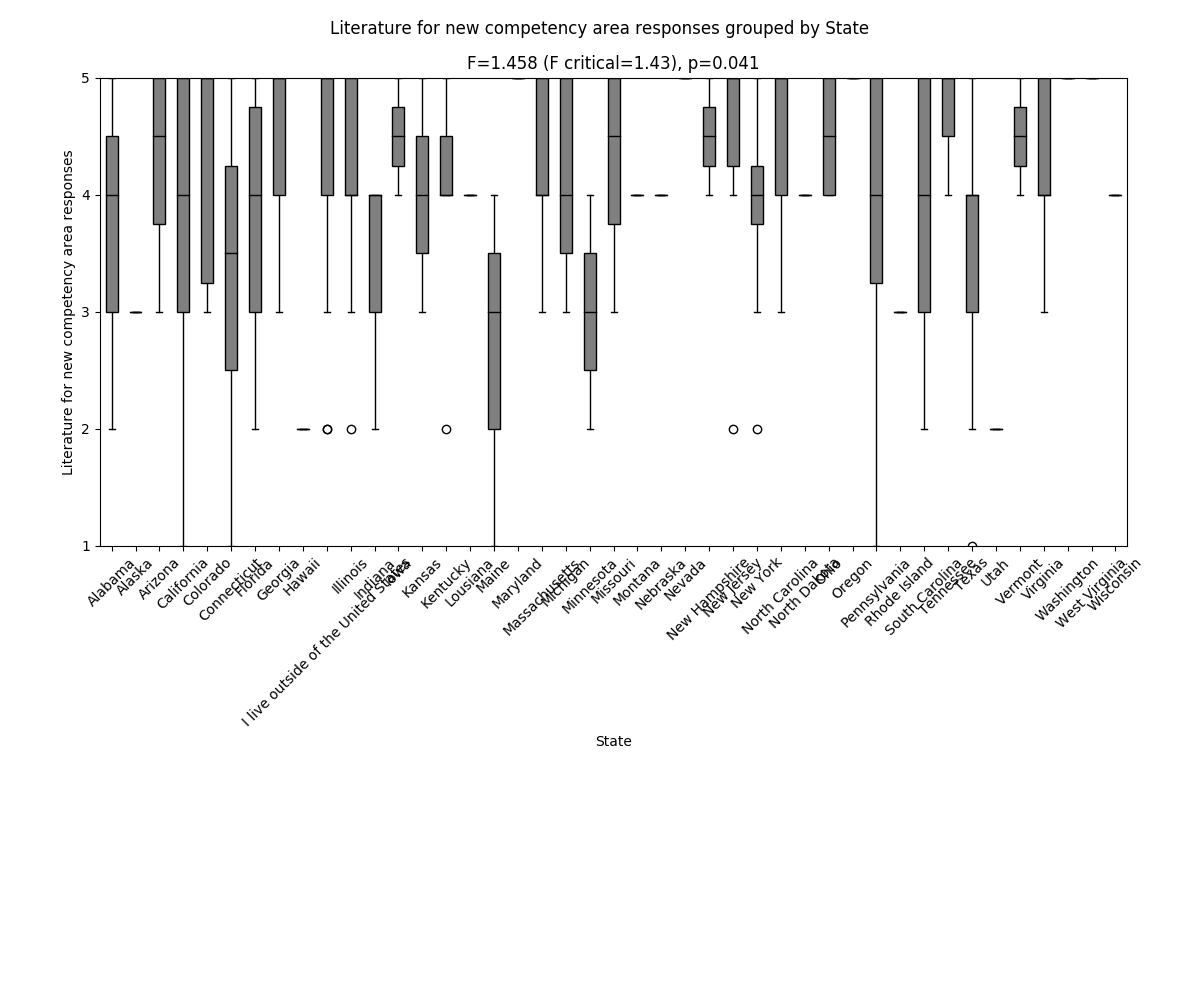 Literature for new competency area responses grouped by State
F=1.458 (F critical=1.43), p=0.041
Literature for new competency area responses
5
4
3
2
1
Alabama
Alaska
Arizona
California
Colorado
Connecticut
Florida
Georgia
Hawaii
I live outside of the United States
Illinois
Indiana
Iowa
Kansas
Kentucky
Lousiana
Maine
Maryland
Massachusetts
Michigan
Minnesota
Missouri
Montana
Nebraska
Nevada
New Hampshire
New Jersey
New York
North Carolina
North Dakota
Ohio
Oregon
Pennsylvania
Rhode Island
South Carolina
Tennessee
Texas
Utah
Vermont
Virginia
Washington
West Virginia
Wisconsin
State